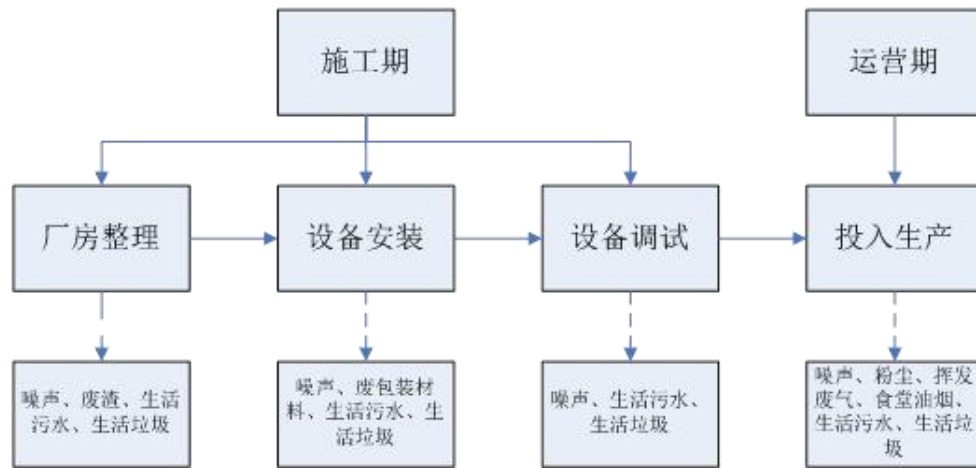 施工期
运营期
厂房整理
设备安装
设备调试
投入生产
噪声、废渣、生活
污水、生活垃圾
噪声、废包装材
料、生活污水、生
活垃圾
噪声、生活污水、
生活垃圾
噪声、粉尘、挥发
废气、食堂油烟、
生活污水、生活垃
圾